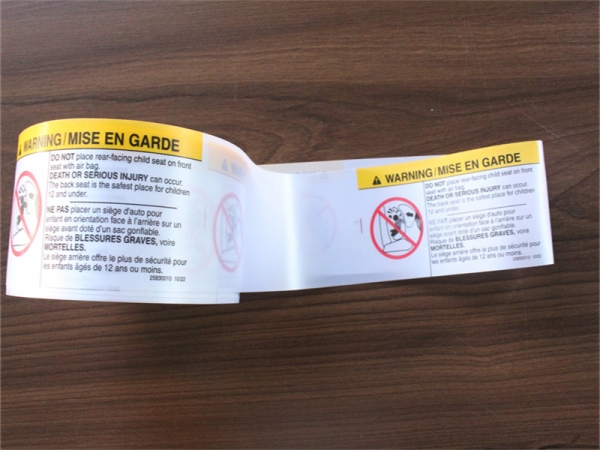 WARNING/MISE EN GARDE
DO NOT place rear-facing child seat on front
seat with air bag.
DEATH OR SERIOUS INJURY can occur.
The back seat is the safest place for children
12 and under.
NE PAS placer un siège d'auto pour
enfant en orientation face à l'arrière sur un
siège avant doté d'un sac gonflable.
Risque de BLESSURES GRAVES, voire
MORTELLES.
Le siège arrière offre le plus de sécurité pour
les enfants âgés de 12 ans ou moins.
WARNING/MISE EN GARDE
DO NOT place rear-facing child seat on front
seat with air bag.
DEATH OR SERIOUS INJURY can occur.
The back seat is the safest place for children
12 and under.
NE PAS placer un siège d'auto pour
enfant en orientation face à l'arrière sur un
siège avant doté d'un sac gonflable.
Risque de BLESSURES GRAVES, voire
MORTELLES.
Le siège arrière offre le plus de sécurité pour
les enfants âgés de 12 ans ou moins.